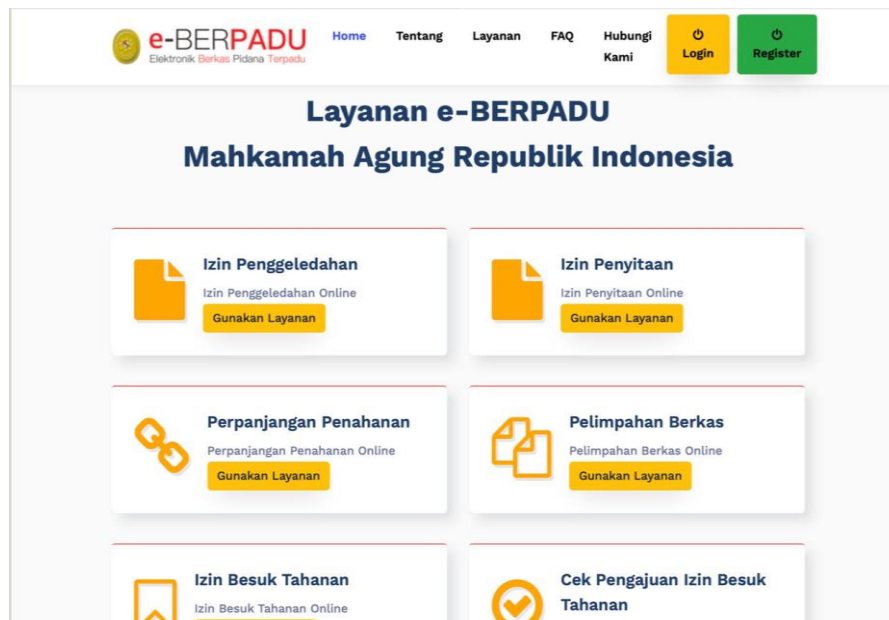 e-BERPADU
Elektronik Berkas Pidana Terpadu
Home
Tentang
Layanan
FAQ
Hubungi
Kami
Login
Register
Layanan e-BERPADU
Mahkamah Agung Republik Indonesia
Izin Penggeledahan
Izin Penggeledahan Online
Gunakan Layanan
Izin Penyitaan
Izin Penyitaan Online
Gunakan Layanan
Perpanjangan Penahanan
Perpanjangan Penahanan Online
Gunakan Layanan
Pelimpahan Berkas
Pelimpahan Berkas Online
Gunakan Layanan
Izin Besuk Tahanan
Izin Besuk Tahanan Online
Cek Pengajuan Izin Besuk
Tahanan